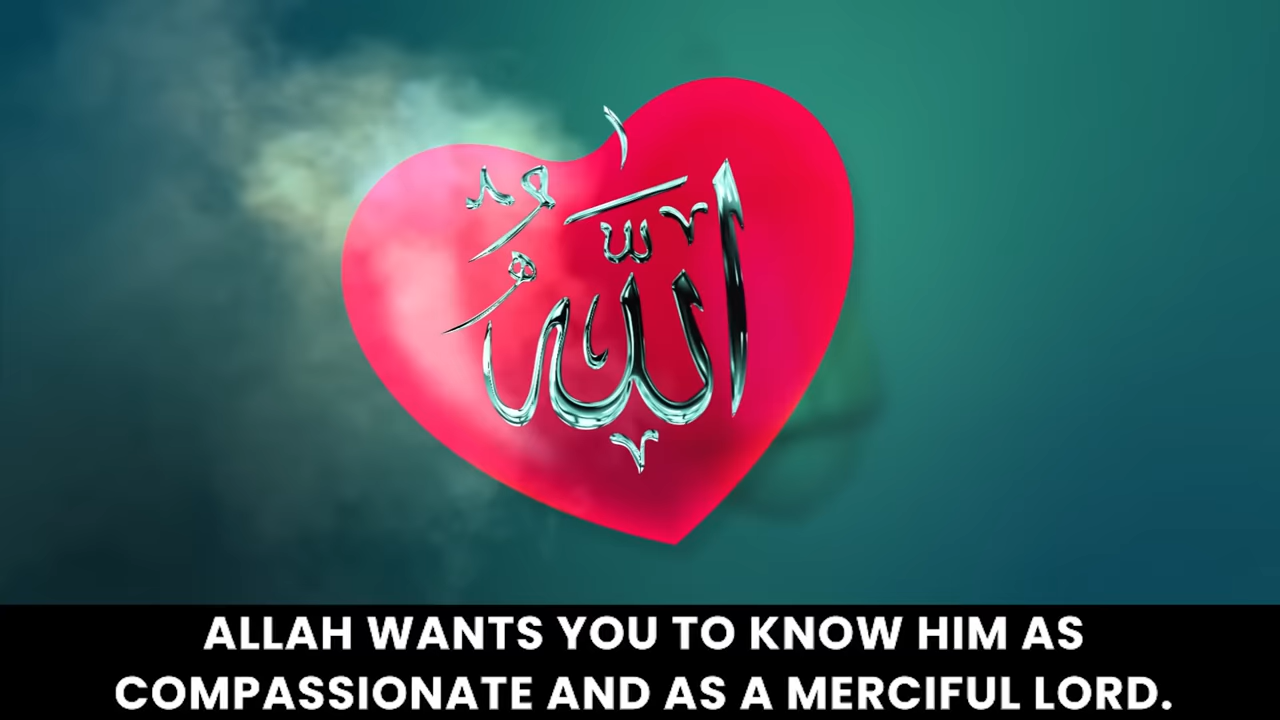 الله
ALLAH WANTS YOU TO KNOW HIM AS
COMPASSIONATE AND AS A MERCIFUL LORD.